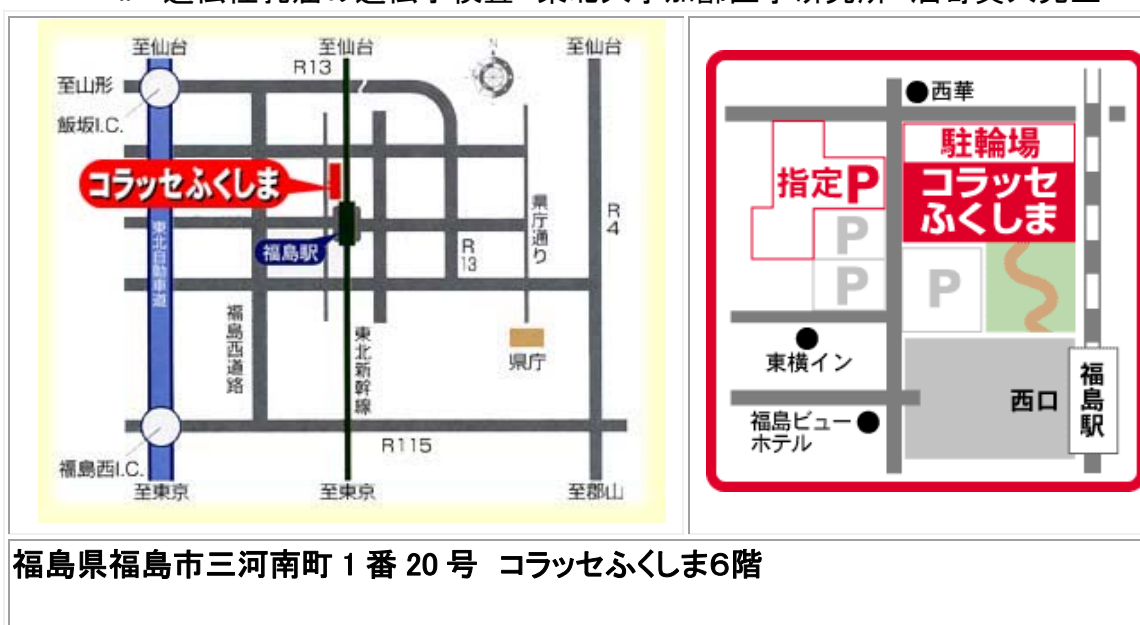 至仙台
至仙台
至仙台
R13
N
至山形
飯坂I.C.
コラッセふくしま
東北自動車道
福島駅
県庁通り
R4
R13
福島西道路
東北新幹線
県庁
R115
福島西I.C.
至東京
至東京
至郡山
西華
駐輪場
指定P
コラッセ
ふくしま
P
P
P
東横イン
福島ビュー
ホテル
西口
福島駅
福島県福島市三河南町 1 番 20 号 コラッセふくしま6階